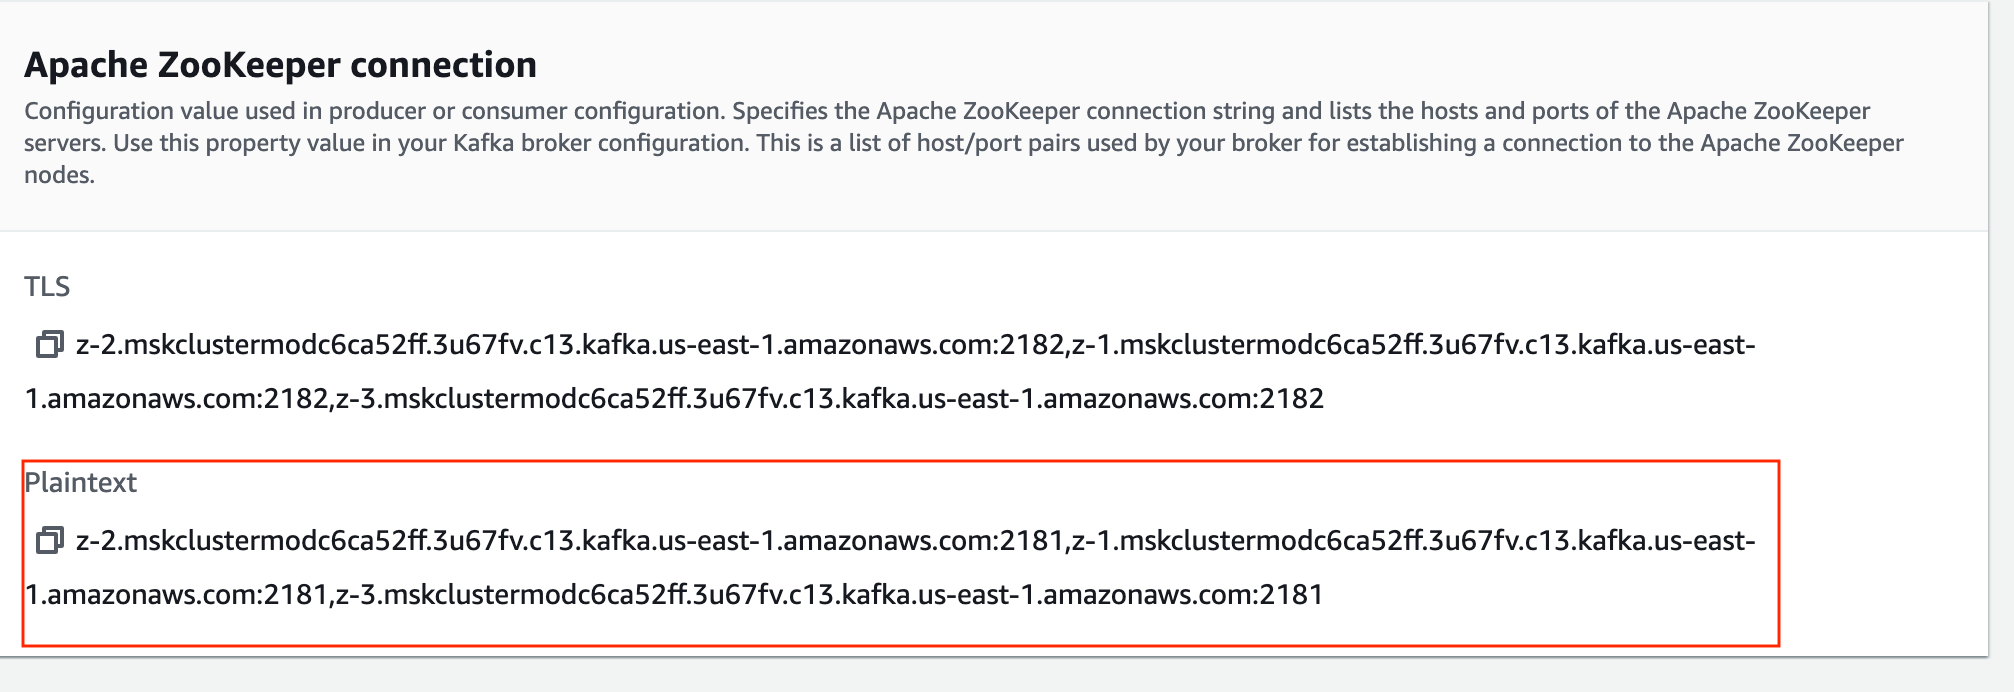 Apache ZooKeeper connection
Configuration value used in producer or consumer configuration. Specifies the Apache ZooKeeper connection string and lists the hosts and ports of the Apache ZooKeeper
servers. Use this property value in your Kafka broker configuration. This is a list of host/port pairs used by your broker for establishing a connection to the Apache ZooKeeper
nodes.
TLS
z-2.mskclustermodc6ca52ff.3u67fv.c13.kafka.us-east-1.amazonaws.com:2182,z-1.mskclustermodc6ca52ff.3u67fv.c13.kafka.us-east-
1.amazonaws.com:2182,z-3.mskclustermodc6ca52ff.3u67fv.c13.kafka.us-east-1.amazonaws.com:2182
Plaintext
z-2.mskclustermodc6ca52ff.3u67fv.c13.kafka.us-east-1.amazonaws.com:2181,z-1.mskclustermodc6ca52ff.3u67fv.c13.kafka.us-east-
1.amazonaws.com:2181,z-3.mskclustermodc6ca52ff.3u67fv.c13.kafka.us-east-1.amazonaws.com:2181